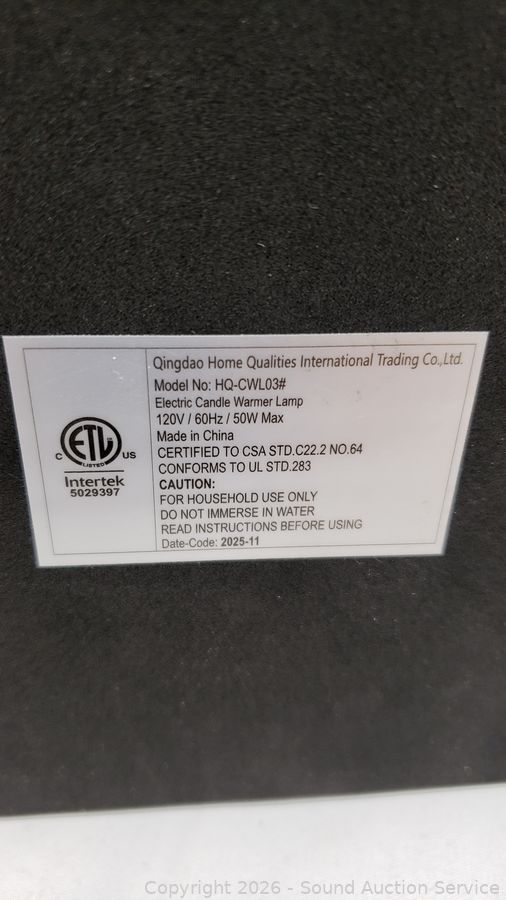 Qingdao Home Qualities International Trading Co.,Ltd.
Model No: HQ-CWL03#
Electric Candle Warmer Lamp
120V / 60Hz / 50W Max
Made in China
CERTIFIED TO CSA STD.C22.2 NO.64
CONFORMS TO UL STD.283
CAUTION:
FOR HOUSEHOLD USE ONLY
DO NOT IMMERSE IN WATER
READ INSTRUCTIONS BEFORE USING
Date-Code: 2025-11
ETL
LISTED
C US
Intertek
5029397
Copyright 2026 - Sound Auction Service